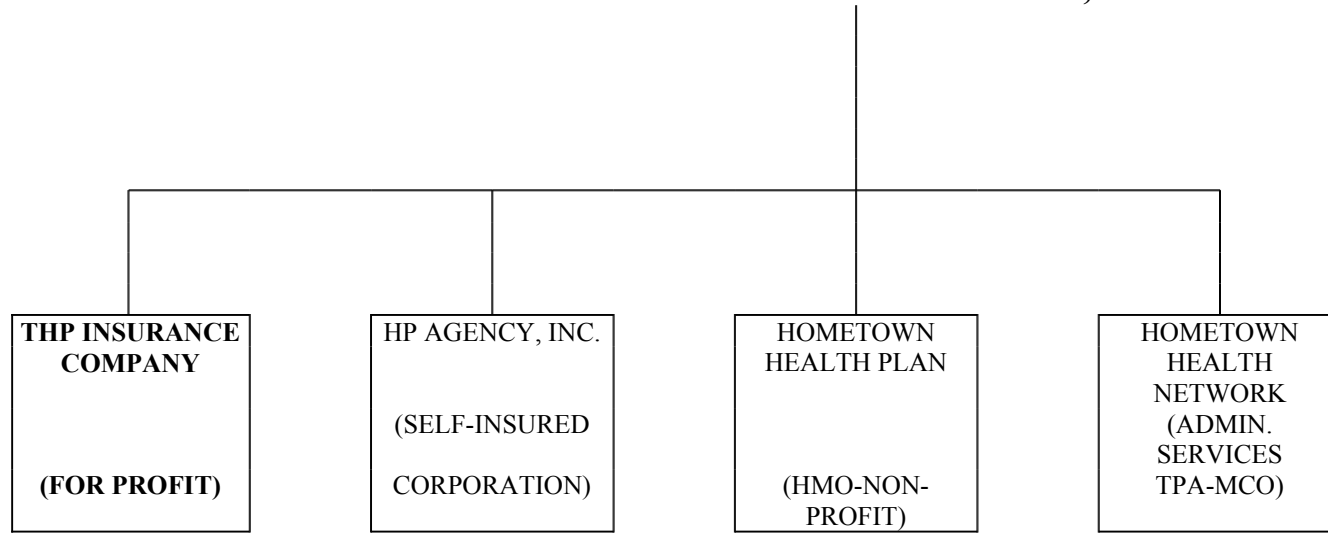 THP INSURANCE
COMPANY
(FOR PROFIT)
HP AGENCY, INC.
(SELF-INSURED
CORPORATION)
HOMETOWN
HEALTH PLAN
(HMO-NON-
PROFIT)
HOMETOWN
HEALTH
NETWORK
(ADMIN.
SERVICES
TPA-MCO)